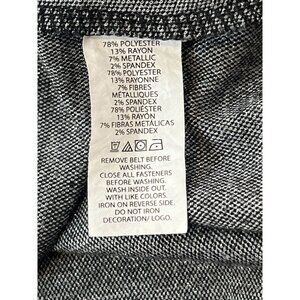 78% POLYESTER
13% RAYON
7% METALLIC
2% SPANDEX
78% POLYESTER
13% RAYONNE
7% FIBRES
MÉTALLIQUES
2% SPANDEX
78% POLIÉSTER
13% RAYÓN
7% FIBRAS METÁLICAS
2% SPANDEX
REMOVE BELT BEFORE
WASHING.
CLOSE ALL FASTENERS
BEFORE WASHING.
WASH INSIDE OUT,
WITH LIKE COLORS.
IRON ON REVERSE SIDE.
DO NOT IRON
DECORATION/ LOGO.